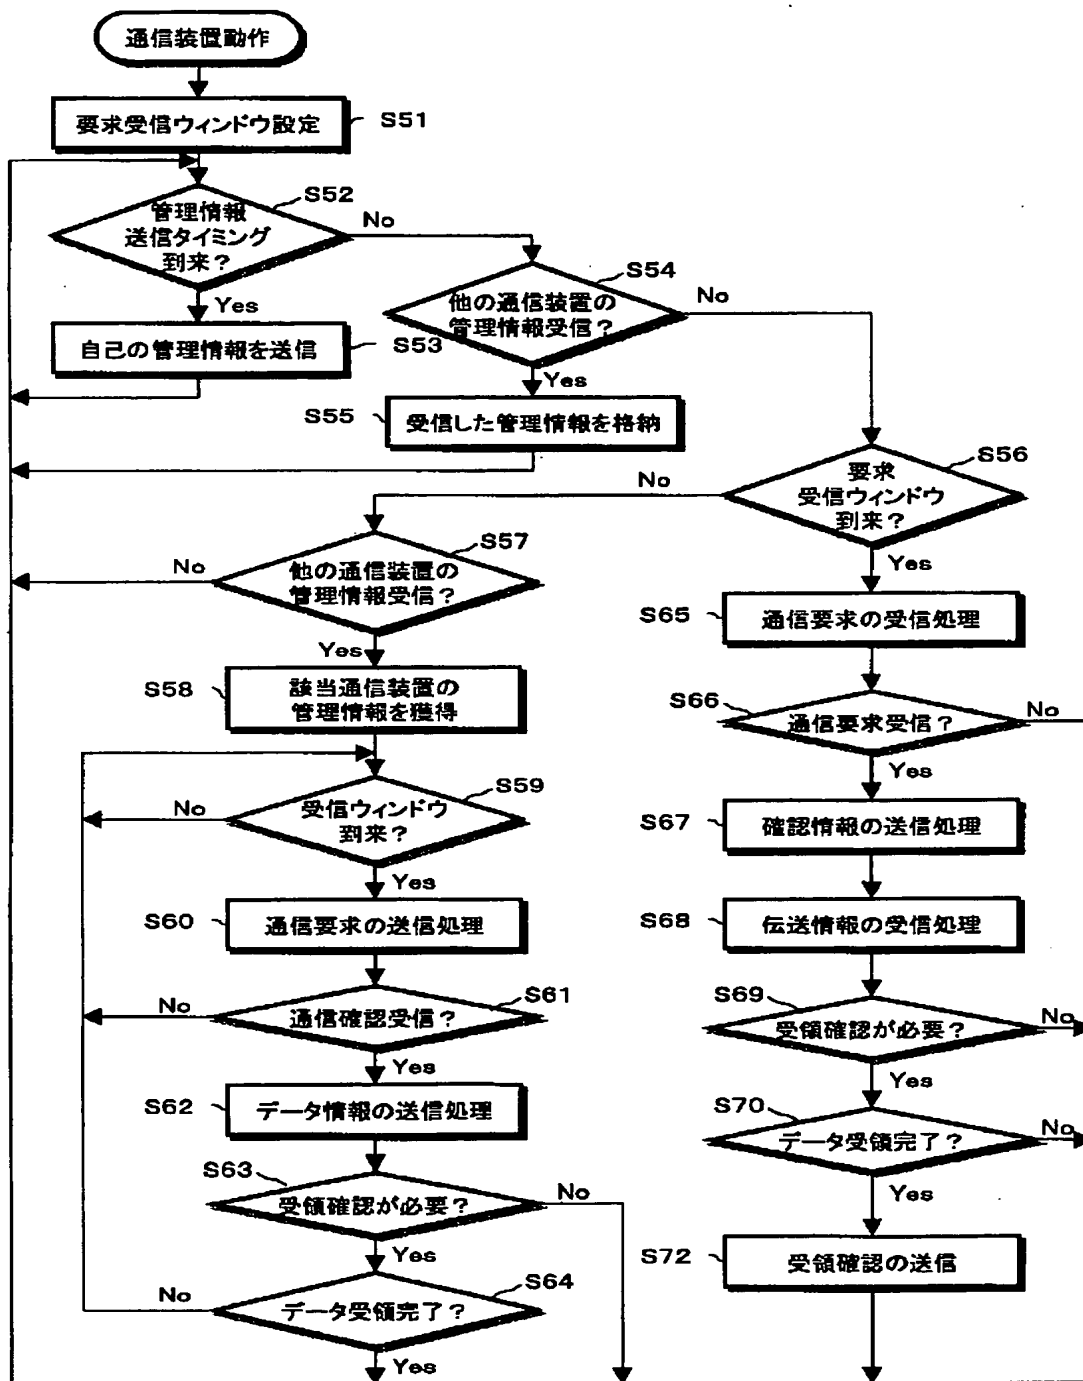 通信装置動作
要求受信ウィンドウ設定
S51
S52
管理情報
送信タイミング
到来？
No
Yes
自己の管理情報を送信
S53
S54
他の通信装置の
管理情報受信？
No
Yes
S55
受信した管理情報を格納
S56
要求
受信ウィンドウ
到来？
No
Yes
S57
他の通信装置の
管理情報受信？
No
Yes
S58
該当通信装置の
管理情報を獲得
S59
受信ウィンドウ
到来？
No
Yes
S60
通信要求の送信処理
S61
通信確認受信？
No
Yes
S62
データ情報の送信処理
S63
受領確認が必要？
No
Yes
S64
データ受領完了？
No
Yes
S65
通信要求の受信処理
S66
通信要求受信？
No
Yes
S67
確認情報の送信処理
S68
伝送情報の受信処理
S69
受領確認が必要？
No
Yes
S70
データ受領完了？
No
Yes
S72
受領確認の送信